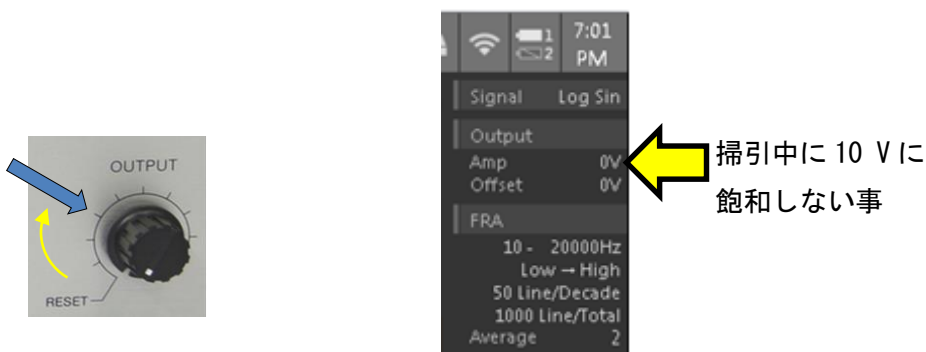 OUTPUT
RESET
1
2
7:01
PM
Signal Log Sin
Output
Amp 0V
Offset 0V
FRA
10 - 20000Hz
Low → High
50 Line/Decade
1000 Line/Total
Average 2
掃引中に 10 V に
飽和しない事